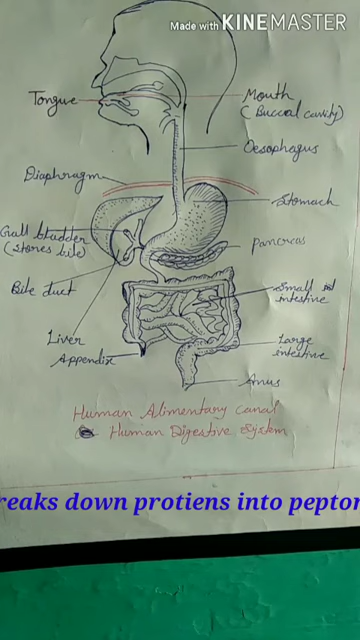 Made with KINEMASTER
Tongue
Mouth
(Buccal cavity)
Oesophagus
Diaphragm
Stomach
Gall bladder
(stores bile)
Pancreas
Bile duct
Small
intestine
Liver
Appendix
Large
intestine
Anus
Human Alimentary Canal
Human Digestive System
reaks down protiens into pepton